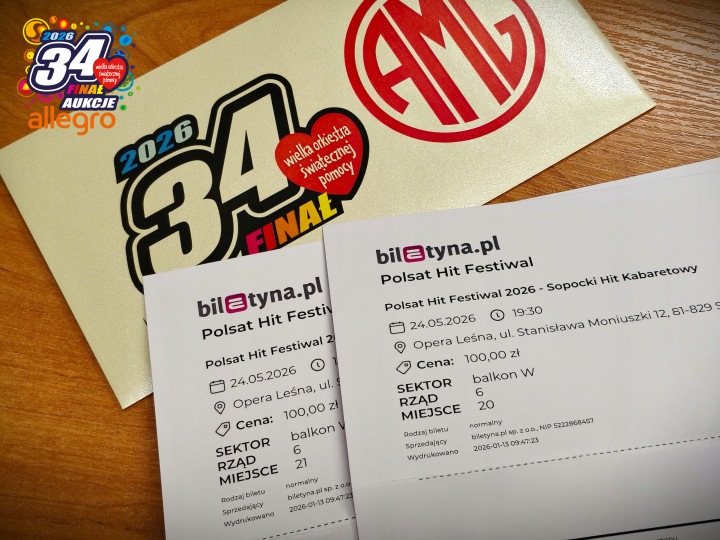 2026
34
wielka orkiestra
świątecznej
pomocy
FINAŁ
AUKCJE
allegro
AMG
2026
34
wielka orkiestra
świątecznej
pomocy
FINAŁ
biletyna.pl
Polsat Hit Festiwal
Polsat Hit Festiwal 2026 - Sopocki Hit Kabaretowy
24.05.2026 19:30
Opera Leśna, ul. Stanisława Moniuszki 12, 81-829
Cena: 100,00 zł
SEKTOR balkon W
RZĄD 6
MIEJSCE 20
Rodzaj biletu normalny
Sprzedający biletyna.pl sp. z o.o., NIP 5222868457
Wydrukowano 2026-01-13 09:47:23
biletyna.pl
Polsat Hit Festiw
Polsat Hit Festiwal 2
24.05.2026 1
Opera Leśna, ul. S
Cena: 100,00 zł
SEKTOR balkon W
RZĄD 6
MIEJSCE 21
Rodzaj biletu normalny
Sprzedający biletyna.pl sp. z o
Wydrukowano 2026-01-13 09:47:23